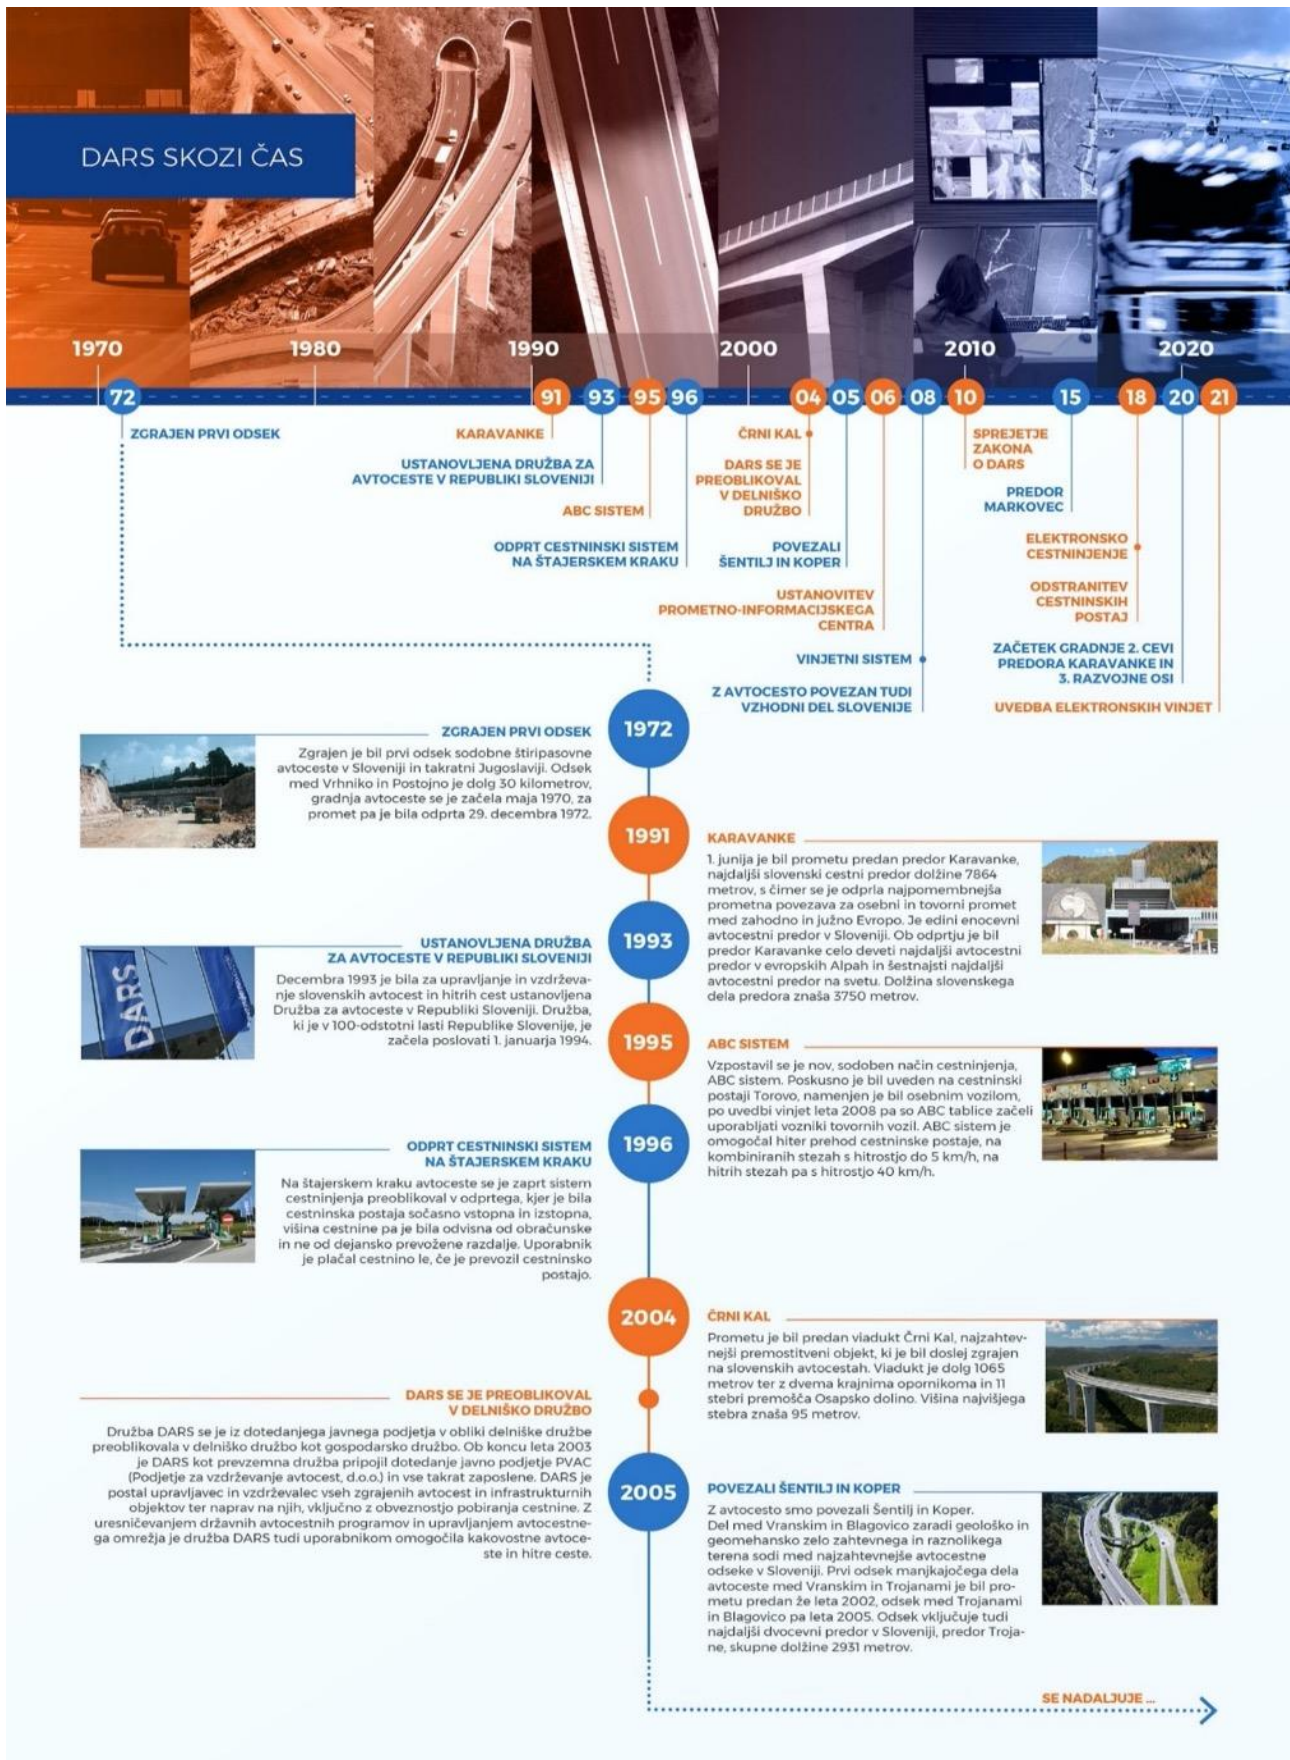 DARS SKOZI ČAS
1970
1980
1990
2000
2010
2020
72
91
93
95
96
04
05
06
08
10
15
18
20
21
ZGRAJEN PRVI ODSEK
KARAVANKE
USTANOVLJENA DRUŽBA ZA
AVTOCESTE V REPUBLIKI SLOVENIJI
ABC SISTEM
ODPRT CESTNINSKI SISTEM
NA ŠTAJERSKEM KRAKU
ČRNI KAL
DARS SE JE
PREOBLIKOVAL
V DELNIŠKO
DRUŽBO
POVEZALI
ŠENTILJ IN KOPER
USTANOVITEV
PROMETNO-INFORMACIJSKEGA
CENTRA
VINJETNI SISTEM
Z AVTOCESTO POVEZAN TUDI
VZHODNI DEL SLOVENIJE
SPREJETJE
ZAKONA
O DARS
PREDOR
MARKOVEC
ELEKTRONSKO
CESTNINJENJE
ODSTRANITEV
CESTNINSKIH
POSTAJ
ZAČETEK GRADNJE 2. CEVI
PREDORA KARAVANKE IN
3. RAZVOJNE OSI
UVEDBA ELEKTRONSKIH VINJET
1972
ZGRAJEN PRVI ODSEK
Zgrajen je bil prvi odsek sodobne štiripasovne
avtoceste v Sloveniji in takratni Jugoslaviji. Odsek
med Vrhniko in Postojno je dolg 30 kilometrov,
gradnja avtoceste se je začela maja 1970, za
promet pa je bila odprta 29. decembra 1972.
1991
KARAVANKE
1. junija je bil prometu predan predor Karavanke,
najdaljši slovenski cestni predor dolžine 7864
metrov, s čimer se je odprla najpomembnejša
prometna povezava za osebni in tovorni promet
med zahodno in južno Evropo. Je edini enocevni
avtocestni predor v Sloveniji. Ob odprtju je bil
predor Karavanke celo deveti najdaljši avtocestni
predor v evropskih Alpah in šestnajsti najdaljši
avtocestni predor na svetu. Dolžina slovenskega
dela predora znaša 3750 metrov.
1993
USTANOVLJENA DRUŽBA
ZA AVTOCESTE V REPUBLIKI SLOVENIJI
DARS
Decembra 1993 je bila za upravljanje in vzdrževa-
nje slovenskih avtocest in hitrih cest ustanovljena
Družba za avtoceste v Republiki Sloveniji. Družba,
ki je v 100-odstotni lasti Republike Slovenije, je
začela poslovati 1. januarja 1994.
1995
ABC SISTEM
Vzpostavil se je nov, sodoben način cestninjenja,
ABC sistem. Poskusno je bil uveden na cestninski
postaji Torovo, namenjen je bil osebnim vozilom,
po uvedbi vinjet leta 2008 pa so ABC tablice začeli
uporabljati vozniki tovornih vozil. ABC sistem je
omogočal hiter prehod cestninske postaje, na
kombiniranih stezah s hitrostjo do 5 km/h, na
hitrih stezah pa s hitrostjo 40 km/h.
1996
ODPRT CESTNINSKI SISTEM
NA ŠTAJERSKEM KRAKU
Na štajerskem kraku avtoceste se je zaprt sistem
cestninjenja preoblikoval v odprtega, kjer je bila
cestninska postaja sočasno vstopna in izstopna,
višina cestnine pa je bila odvisna od obračunske
in ne od dejansko prevožene razdalje. Uporabnik
je plačal cestnino le, če je prevozil cestninsko
postajo.
2004
ČRNI KAL
Prometu je bil predan viadukt Črni Kal, najzahtev-
nejši premostitveni objekt, ki je bil doslej zgrajen
na slovenskih avtocestah. Viadukt je dolg 1065
metrov ter z dvema krajnima opornikoma in 11
stebri premošča Osapsko dolino. Višina najvišjega
stebra znaša 95 metrov.
DARS SE JE PREOBLIKOVAL
V DELNIŠKO DRUŽBO
Družba DARS se je iz dotedanjega javnega podjetja v obliki delniške družbe
preoblikovala v delniško družbo kot gospodarsko družbo. Ob koncu leta 2003
je DARS kot prevzemna družba pripojil dotedanje javno podjetje PVAC
(Podjetje za vzdrževanje avtocest, d.o.o.) in vse takrat zaposlene. DARS je
postal upravljavec in vzdrževalec vseh zgrajenih avtocest in infrastrukturnih
objektov ter naprav na njih, vključno z obveznostjo pobiranja cestnine. Z
uresničevanjem državnih avtocestnih programov in upravljanjem avtocestne-
ga omrežja je družba DARS tudi uporabnikom omogočila kakovostne avtoce-
ste in hitre ceste.
2005
POVEZALI ŠENTILJ IN KOPER
Z avtocesto smo povezali Šentilj in Koper.
Del med Vranskim in Blagovico zaradi geološko in
geomehansko zelo zahtevnega in raznolikega
terena sodi med najzahtevnejše avtocestne
odseke v Sloveniji. Prvi odsek manjkajočega dela
avtoceste med Vranskim in Trojanami je bil pro-
metu predan že leta 2002, odsek med Trojanami
in Blagovico pa leta 2005. Odsek vključuje tudi
najdaljši dvocevni predor v Sloveniji, predor Troja-
ne, skupne dolžine 2931 metrov.
SE NADALJUJE ...